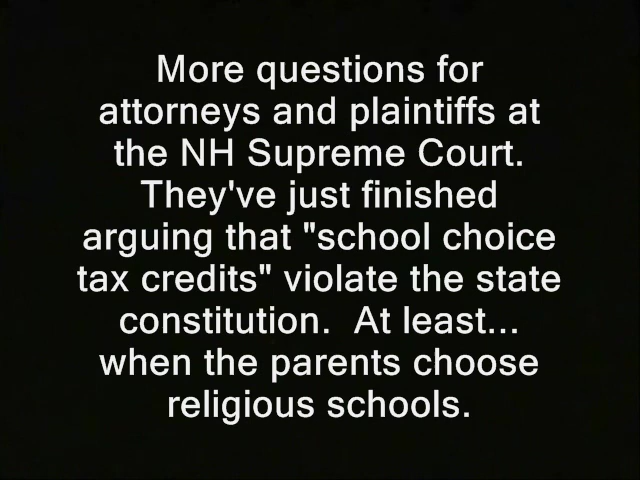 More questions for
attorneys and plaintiffs at
the NH Supreme Court.
They've just finished
arguing that "school choice
tax credits" violate the state
constitution.  At least...
when the parents choose
religious schools.